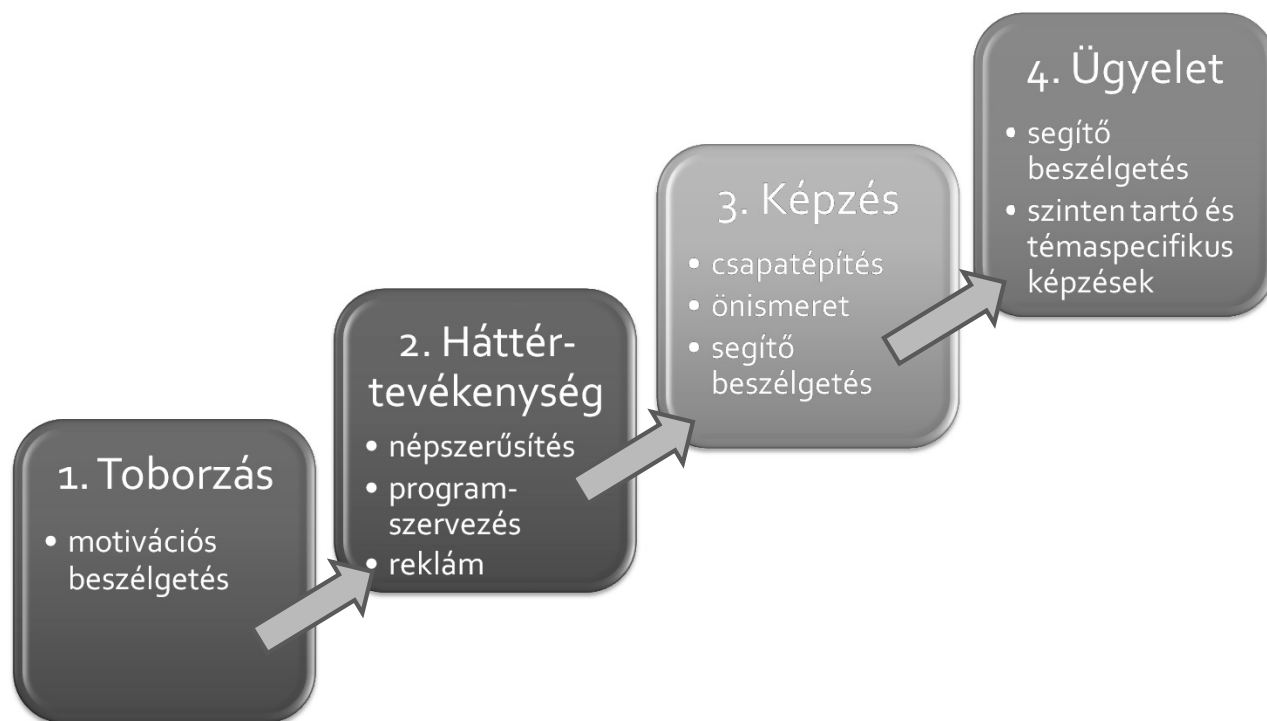 1. Toborzás
• motivációs
beszélgetés
2. Háttér-
tevékenység
• népszerűsítés
• program-
szervezés
• reklám
3. Képzés
• csapatépítés
• önismeret
• segítő
beszélgetés
4. Ügyelet
• segítő
beszélgetés
• szinten tartó és
témaspecifikus
képzések